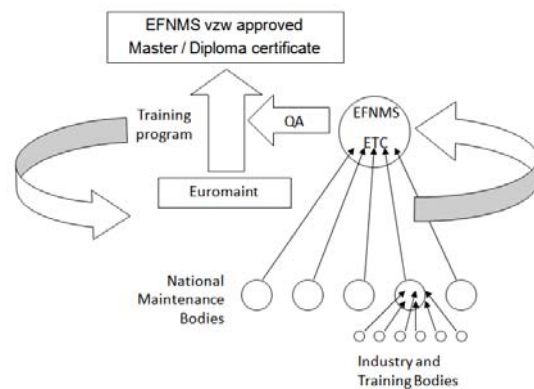 EFNMS vzw approved
Master / Diploma certificate
Training
program
QA
EFNMS
ETC
Euromaint
National
Maintenance
Bodies
Industry and
Training Bodies